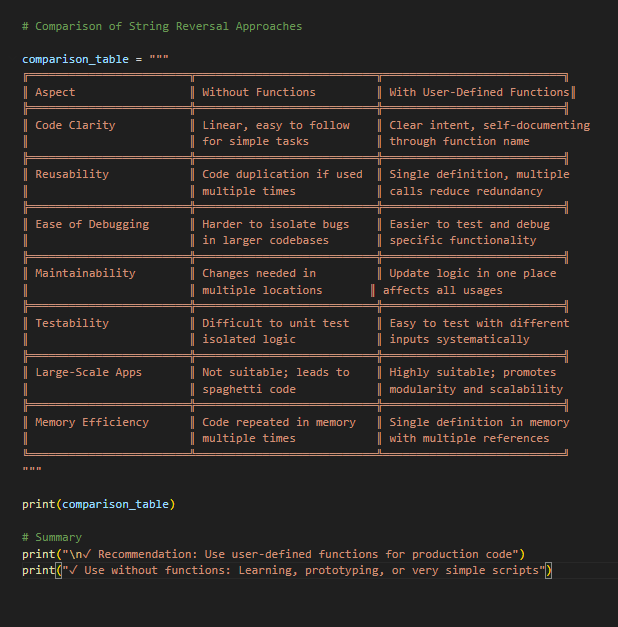 # Comparison of String Reversal Approaches
comparison_table = """
╔════════════════════════╦════════════════════════════╦═══════════════════════════╗
║ Aspect ║ Without Functions ║ With User-Defined Functions║
╠════════════════════════╬════════════════════════════╬═══════════════════════════╣
║ Code Clarity ║ Linear, easy to follow ║ Clear intent, self-documenting
║ ║ for simple tasks ║ through function name
╠════════════════════════╬════════════════════════════╬═══════════════════════════╣
║ Reusability ║ Code duplication if used ║ Single definition, multiple
║ ║ multiple times ║ calls reduce redundancy
╠════════════════════════╬════════════════════════════╬═══════════════════════════╣
║ Ease of Debugging ║ Harder to isolate bugs ║ Easier to test and debug
║ ║ in larger codebases ║ specific functionality
╠════════════════════════╬════════════════════════════╬═══════════════════════════╣
║ Maintainability ║ Changes needed in ║ Update logic in one place
║ ║ multiple locations ║ affects all usages
╠════════════════════════╬════════════════════════════╬═══════════════════════════╣
║ Testability ║ Difficult to unit test ║ Easy to test with different
║ ║ isolated logic ║ inputs systematically
╠════════════════════════╬════════════════════════════╬═══════════════════════════╣
║ Large-Scale Apps ║ Not suitable; leads to ║ Highly suitable; promotes
║ ║ spaghetti code ║ modularity and scalability
╠════════════════════════╬════════════════════════════╬═══════════════════════════╣
║ Memory Efficiency ║ Code repeated in memory ║ Single definition in memory
║ ║ multiple times ║ with multiple references
╚════════════════════════╩════════════════════════════╩═══════════════════════════╝
"""
print(comparison_table)
# Summary
print("\n✓ Recommendation: Use user-defined functions for production code")
print("✓ Use without functions: Learning, prototyping, or very simple scripts")